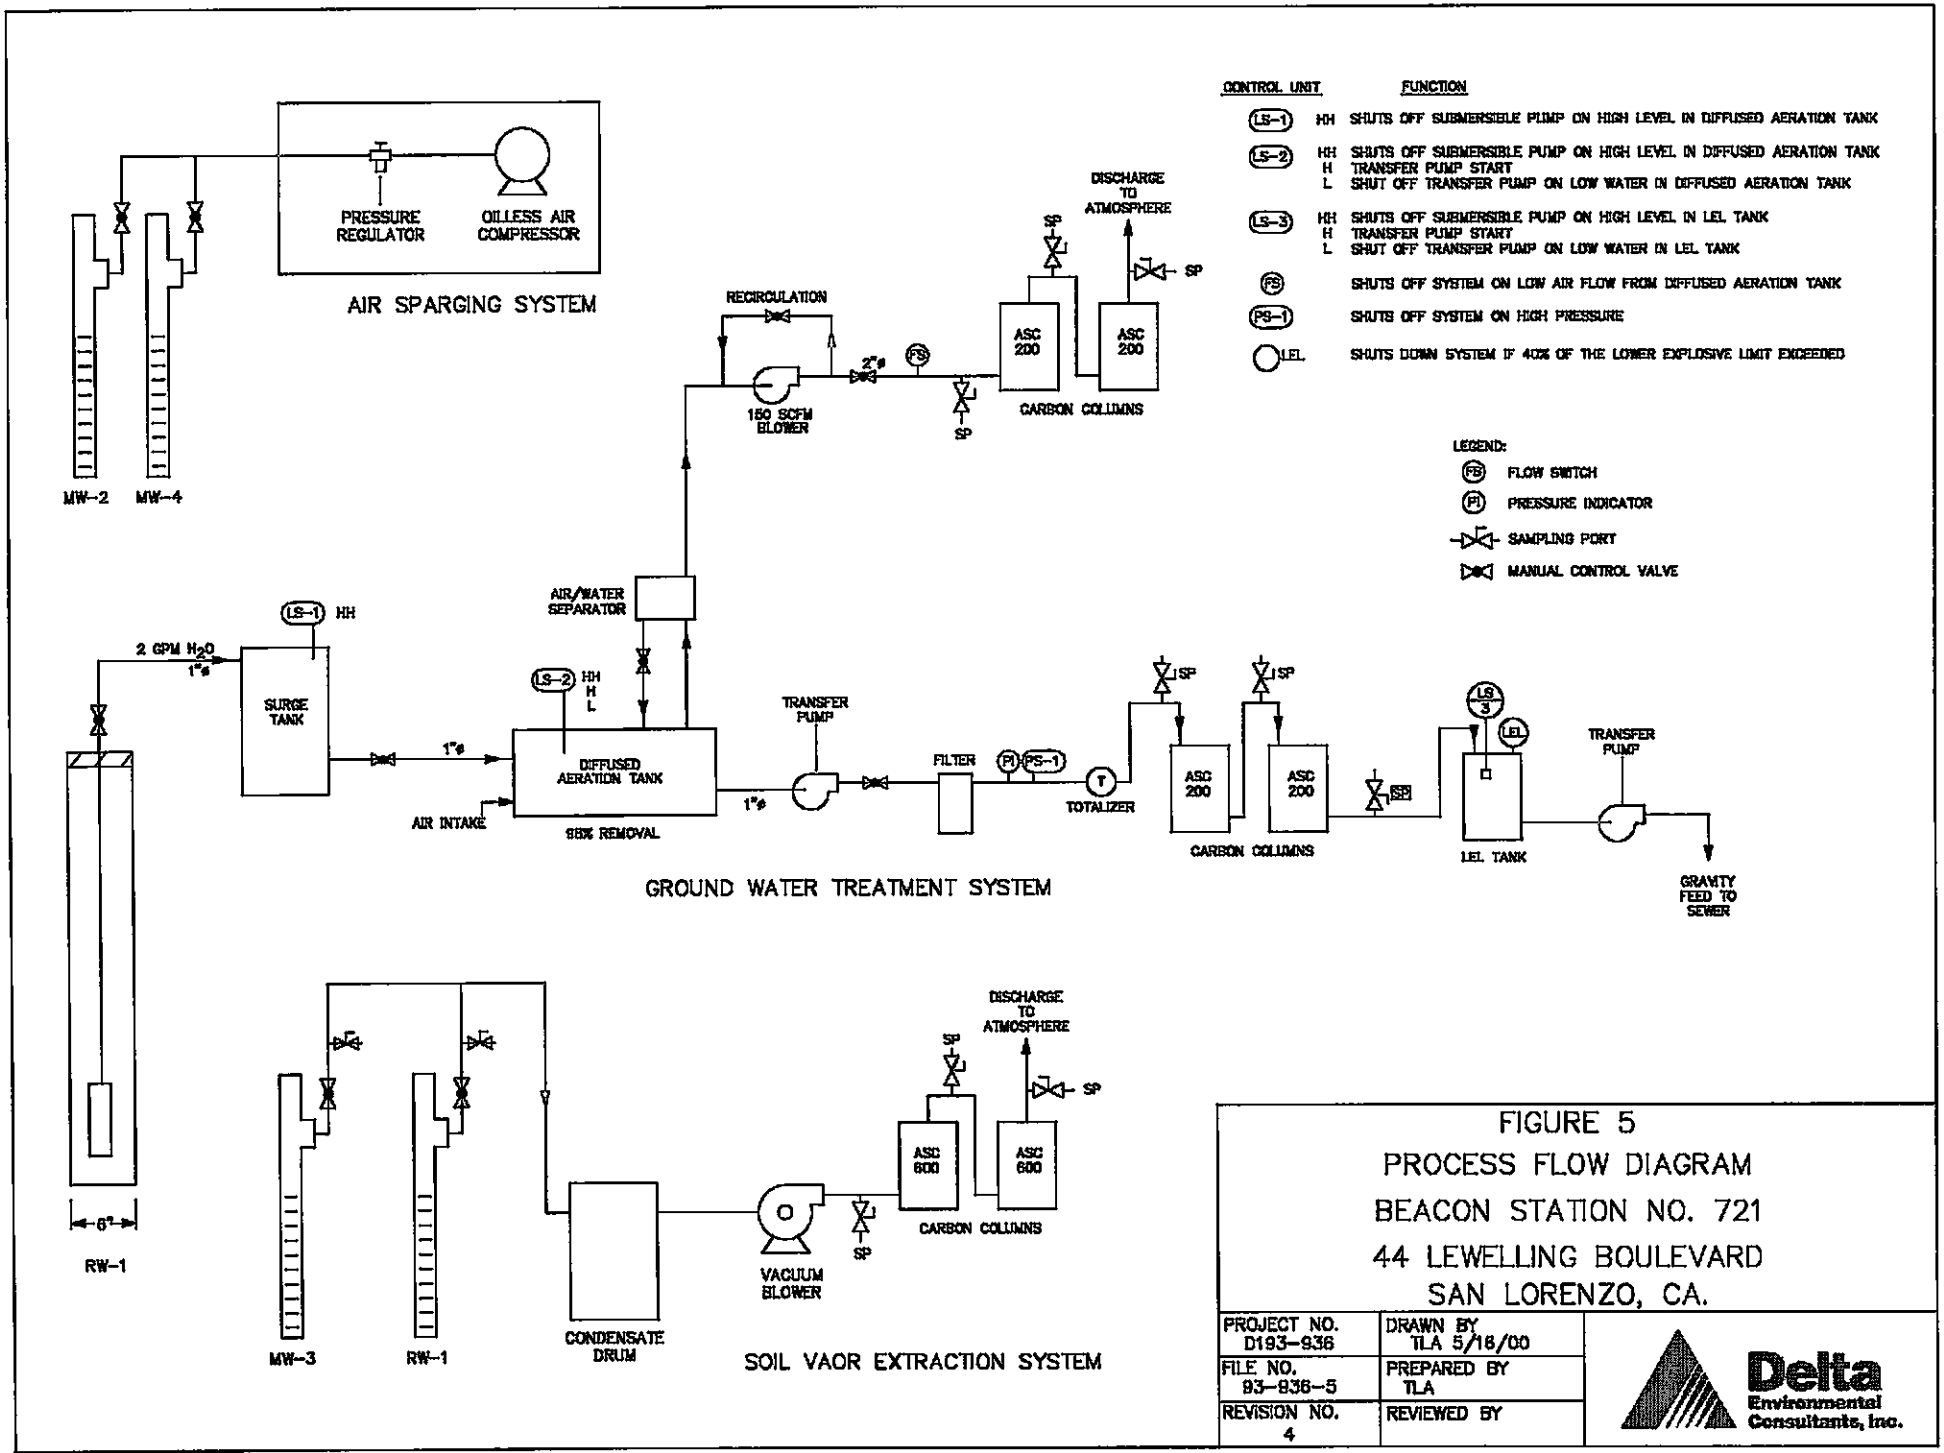 CONTROL UNIT FUNCTION
LS-1 HH SHUTS OFF SUBMERSIBLE PUMP ON HIGH LEVEL IN DIFFUSED AERATION TANK
LS-2 HH SHUTS OFF SUBMERSIBLE PUMP ON HIGH LEVEL IN DIFFUSED AERATION TANK
H TRANSFER PUMP START
L SHUT OFF TRANSFER PUMP ON LOW WATER IN DIFFUSED AERATION TANK
LS-3 HH SHUTS OFF SUBMERSIBLE PUMP ON HIGH LEVEL IN LEL TANK
H TRANSFER PUMP START
L SHUT OFF TRANSFER PUMP ON LOW WATER IN LEL TANK
FS SHUTS OFF SYSTEM ON LOW AIR FLOW FROM DIFFUSED AERATION TANK
PS-1 SHUTS OFF SYSTEM ON HIGH PRESSURE
LEL SHUTS DOWN SYSTEM IF 40% OF THE LOWER EXPLOSIVE LIMIT EXCEEDED
LEGEND:
FS FLOW SWITCH
PI PRESSURE INDICATOR
SAMPLING PORT
MANUAL CONTROL VALVE
PRESSURE
REGULATOR
OILLESS AIR
COMPRESSOR
AIR SPARGING SYSTEM
MW-2
MW-4
DISCHARGE
TO
ATMOSPHERE
SP
SP
RECIRCULATION
ASC
200
ASC
200
2"ø
FS
150 SCFM
BLOWER
SP
CARBON COLUMNS
AIR/WATER
SEPARATOR
LS-1 HH
2 GPM H2O
1"ø
SURGE
TANK
LS-2 HH
H
L
1"ø
DIFFUSED
AERATION TANK
AIR INTAKE
98% REMOVAL
1"ø
TRANSFER
PUMP
FILTER
PI
PS-1
T
TOTALIZER
SP
SP
ASC
200
ASC
200
CARBON COLUMNS
SP
LS
3
LEL
LEL TANK
TRANSFER
PUMP
GRAVITY
FEED TO
SEWER
GROUND WATER TREATMENT SYSTEM
6"
RW-1
MW-3
RW-1
CONDENSATE
DRUM
VACUUM
BLOWER
SP
SP
DISCHARGE
TO
ATMOSPHERE
SP
ASC
600
ASC
600
CARBON COLUMNS
SOIL VAOR EXTRACTION SYSTEM
FIGURE 5
PROCESS FLOW DIAGRAM
BEACON STATION NO. 721
44 LEWELLING BOULEVARD
SAN LORENZO, CA.
PROJECT NO.
D193-936
DRAWN BY
TLA 5/16/00
FILE NO.
93-936-5
PREPARED BY
TLA
REVISION NO.
4
REVIEWED BY
Delta
Environmental
Consultants, Inc.